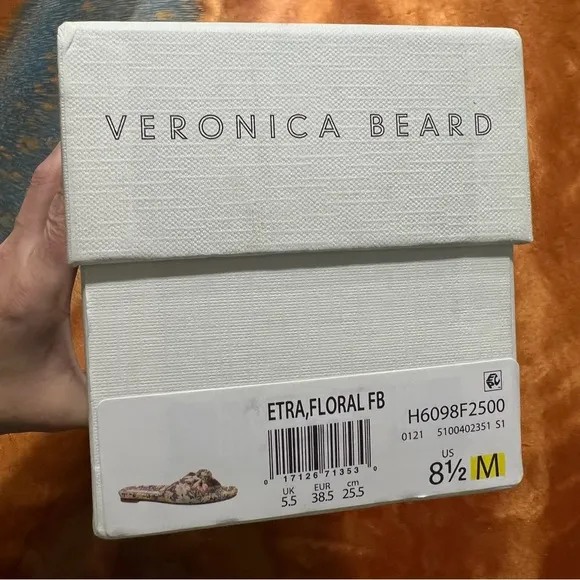 VERONICA BEARD
ETRA,FLORAL FB
H6098F2500
0121 5100402351 S1
0 17126 71353 0
UK EUR cm
5.5 38.5 25.5
US
8½ M